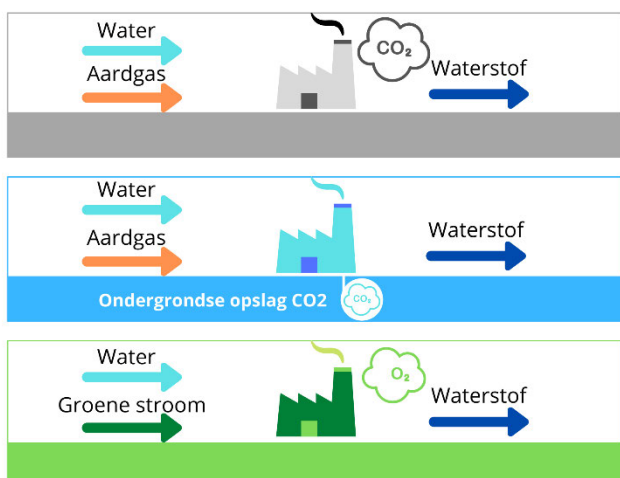 Water
CO₂
Aardgas
Waterstof
Water
Aardgas
Waterstof
Ondergrondse opslag CO2
CO₂
Water
O₂
Groene stroom
Waterstof